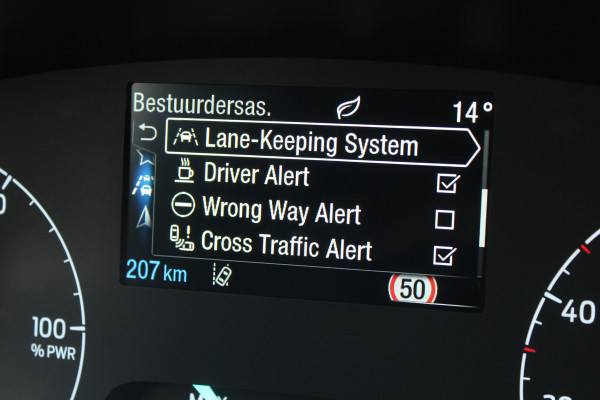 Bestuurdersas.
14°
Lane-Keeping System
Driver Alert
Wrong Way Alert
Cross Traffic Alert
207 km
50
100
% PWR
40